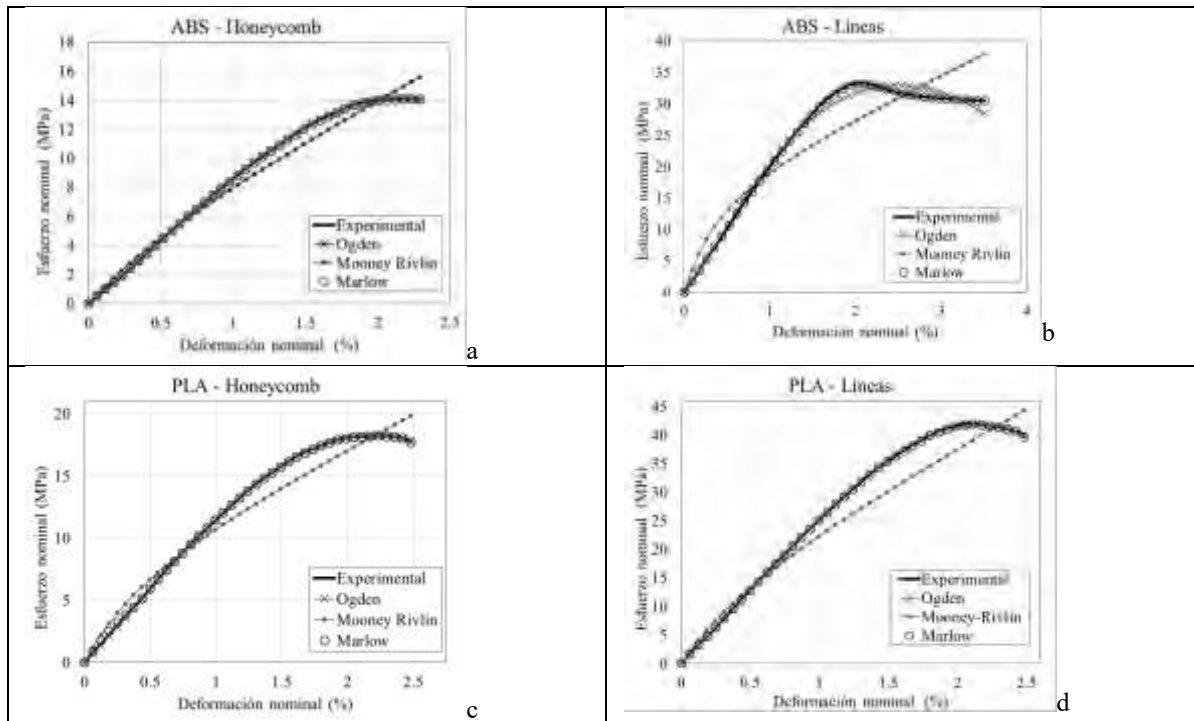 ABS - Honeycomb
Esfuerzo nominal (MPa)
18
16
14
12
10
8
6
4
2
0
0 0.5 1 1.5 2 2.5
Deformación nominal (%)
Experimental
Ogden
Mooney Rivlin
Marlow
a
ABS - Líneas
Esfuerzo nominal (MPa)
40
35
30
25
20
15
10
5
0
0 1 2 3 4
Deformación nominal (%)
Experimental
Ogden
Mooney Rivlin
Marlow
b
PLA - Honeycomb
Esfuerzo nominal (MPa)
20
15
10
5
0
0 0.5 1 1.5 2 2.5
Deformación nominal (%)
Experimental
Ogden
Mooney Rivlin
Marlow
c
PLA - Líneas
Esfuerzo nominal (MPa)
45
40
35
30
25
20
15
10
5
0
0 0.5 1 1.5 2 2.5
Deformación nominal (%)
Experimental
Ogden
Mooney-Rivlin
Marlow
d